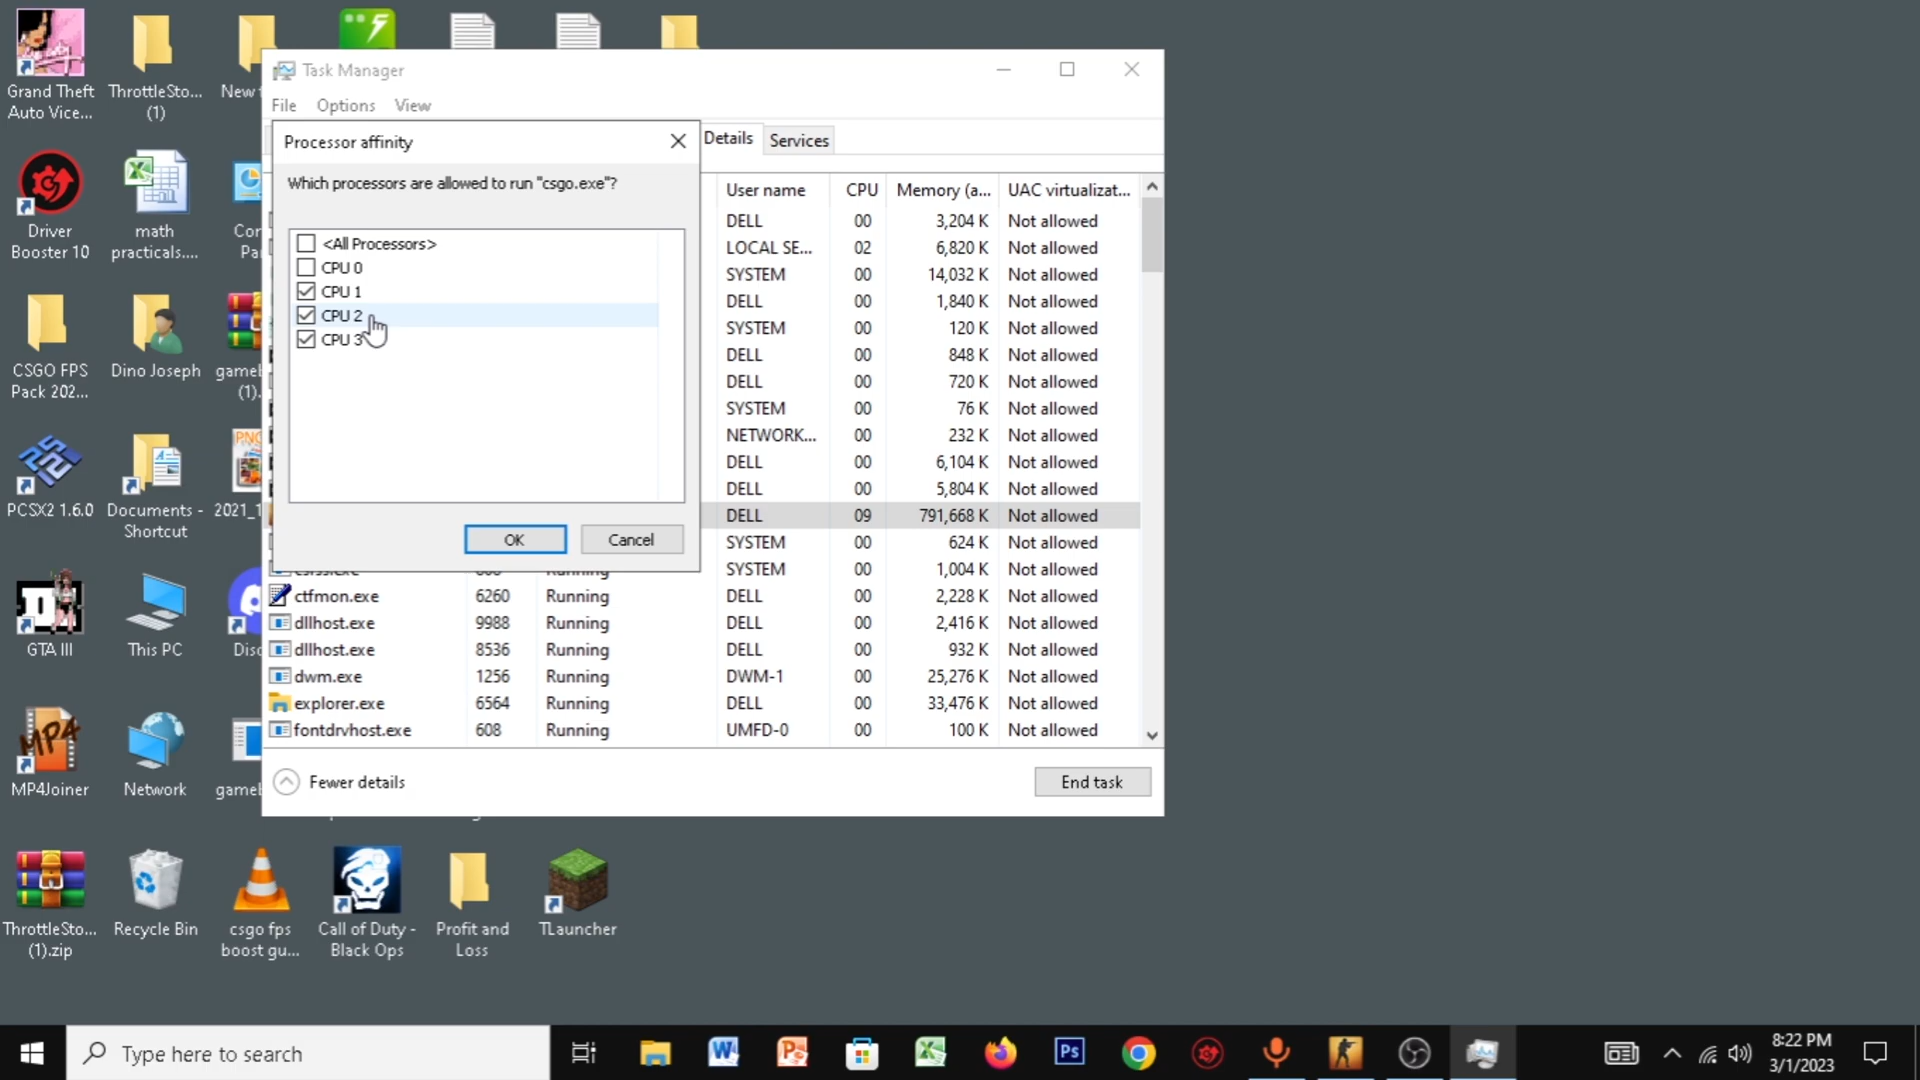 Grand Theft
Auto Vice...
ThrottleSto...
(1)
New
Driver
Booster 10
math
practicals....
CSGO FPS
Pack 202...
Dino Joseph
PCSX2 1.6.0
Documents -
Shortcut
2021_1
GTA III
This PC
MP4Joiner
Network
ThrottleSto...
(1).zip
Recycle Bin
csgo fps
boost gu...
Call of Duty -
Black Ops
Profit and
Loss
TLauncher
Task Manager
File Options View
Details Services
Processor affinity
Which processors are allowed to run "csgo.exe"?
<All Processors>
CPU 0
CPU 1
CPU 2
CPU 3
OK Cancel
User name CPU Memory (a... UAC virtualizat...
DELL 00 3,204 K Not allowed
LOCAL SE... 02 6,820 K Not allowed
SYSTEM 00 14,032 K Not allowed
DELL 00 1,840 K Not allowed
SYSTEM 00 120 K Not allowed
DELL 00 848 K Not allowed
DELL 00 720 K Not allowed
SYSTEM 00 76 K Not allowed
NETWORK... 00 232 K Not allowed
DELL 00 6,104 K Not allowed
DELL 00 5,804 K Not allowed
DELL 09 791,668 K Not allowed
SYSTEM 00 624 K Not allowed
SYSTEM 00 1,004 K Not allowed
ctfmon.exe 6260 Running DELL 00 2,228 K Not allowed
dllhost.exe 9988 Running DELL 00 2,416 K Not allowed
dllhost.exe 8536 Running DELL 00 932 K Not allowed
dwm.exe 1256 Running DWM-1 00 25,276 K Not allowed
explorer.exe 6564 Running DELL 00 33,476 K Not allowed
fontdrvhost.exe 608 Running UMFD-0 00 100 K Not allowed
Fewer details
End task
Type here to search
8:22 PM
3/1/2023